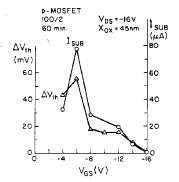 p-MOSFET
100/2
60 min
V_DS = -16V
X_OX = 45nm
I_SUB
ΔV_th
(mV)
I_SUB
(μA)
80
60
40
20
0
80
60
40
20
0
ΔV_th
0 -4 -8 -12 -16
V_GS (V)